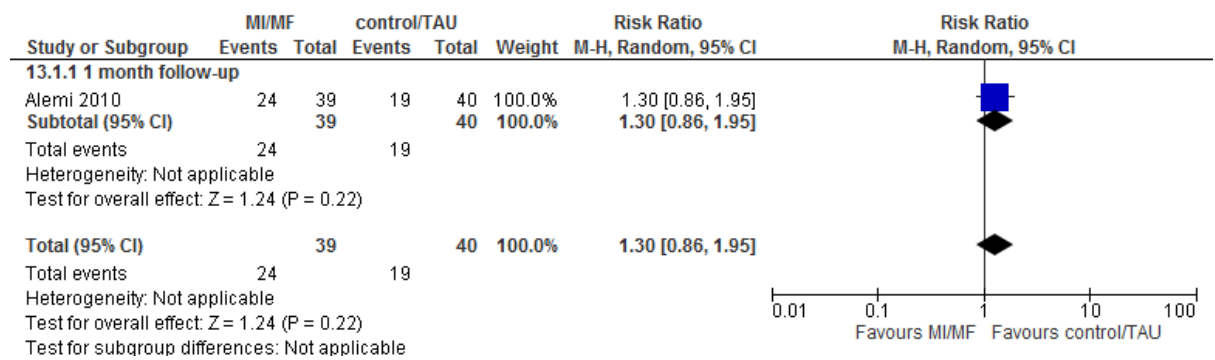 MI/MF control/TAU Risk Ratio Risk Ratio
Study or Subgroup Events Total Events Total Weight M-H, Random, 95% CI M-H, Random, 95% CI
13.1.1 1 month follow-up
Alemi 2010 24 39 19 40 100.0% 1.30 [0.86, 1.95]
Subtotal (95% CI) 39 40 100.0% 1.30 [0.86, 1.95]
Total events 24 19
Heterogeneity: Not applicable
Test for overall effect: Z = 1.24 (P = 0.22)
Total (95% CI) 39 40 100.0% 1.30 [0.86, 1.95]
Total events 24 19
Heterogeneity: Not applicable
Test for overall effect: Z = 1.24 (P = 0.22)
Test for subgroup differences: Not applicable
0.01 0.1 1 10 100
Favours MI/MF Favours control/TAU